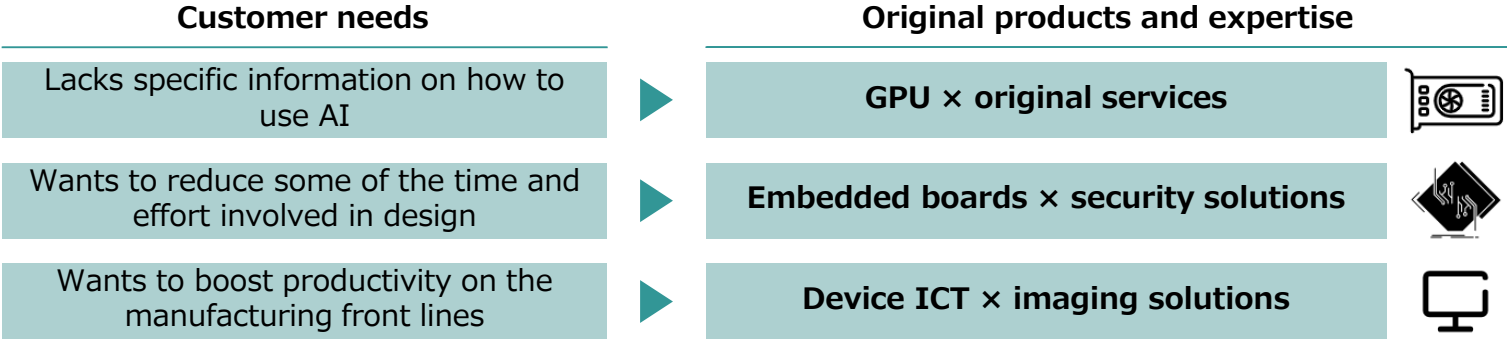 Customer needs
Original products and expertise
Lacks specific information on how to
use AI
GPU × original services
Wants to reduce some of the time and
effort involved in design
Embedded boards × security solutions
Wants to boost productivity on the
manufacturing front lines
Device ICT × imaging solutions